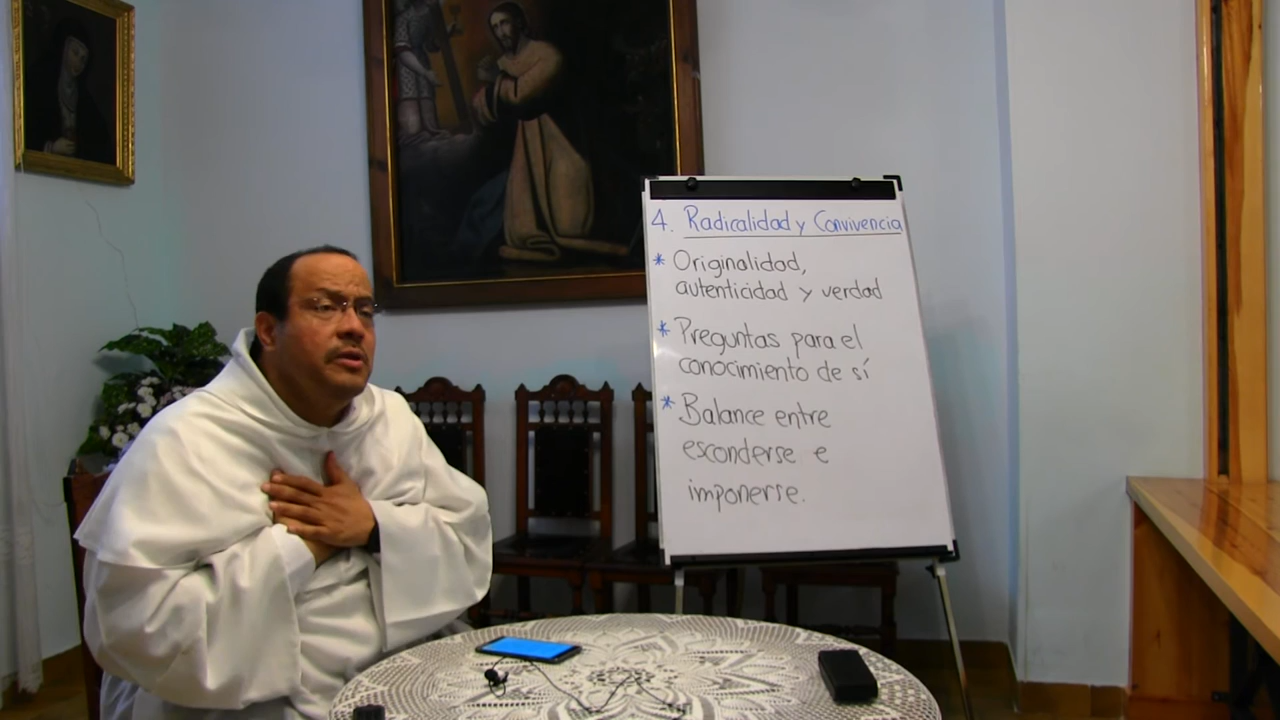 4. Radicalidad y Convivencia
* Originalidad,
autenticidad y verdad
* Preguntas para el
conocimiento de sí
* Balance entre
esconderse e
imponerse.